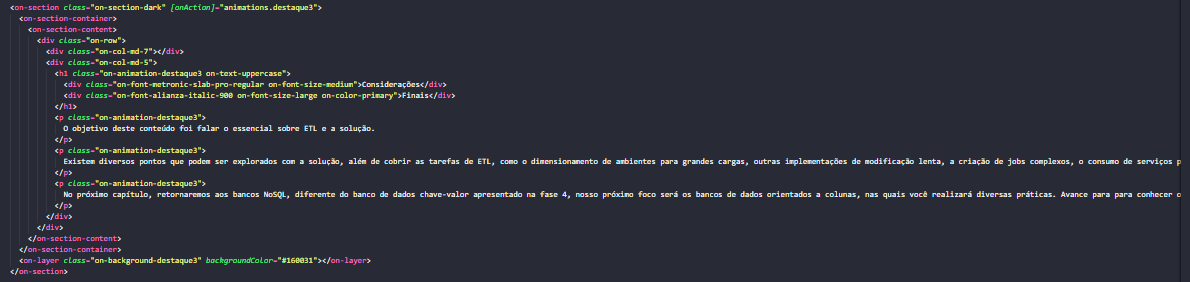 <on-section class="on-section-dark" [onAction]="animations.destaque3">
<on-section-container>
<on-section-content>
<div class="on-row">
<div class="on-col-md-7"></div>
<div class="on-col-md-5">
<h1 class="on-animation-destaque3 on-text-uppercase">
<div class="on-font-metronic-slab-pro-regular on-font-size-medium">Considerações</div>
<div class="on-font-alianza-italic-900 on-font-size-large on-color-primary">Finais</div>
</h1>
<p class="on-animation-destaque3">
O objetivo deste conteúdo foi falar o essencial sobre ETL e a solução.
</p>
<p class="on-animation-destaque3">
Existem diversos pontos que podem ser explorados com a solução, além de cobrir as tarefas de ETL, como o dimensionamento de ambientes para grandes cargas, outras implementações de modificação lenta, a criação de jobs complexos, o consumo de serviços p
</p>
<p class="on-animation-destaque3">
No próximo capítulo, retornaremos aos bancos NoSQL, diferente do banco de dados chave-valor apresentado na fase 4, nosso próximo foco será os bancos de dados orientados a colunas, nas quais você realizará diversas práticas. Avance para para conhecer
</p>
</div>
</div>
</on-section-content>
</on-section-container>
<on-layer class="on-background-destaque3" backgroundColor="#160031"></on-layer>
</on-section>